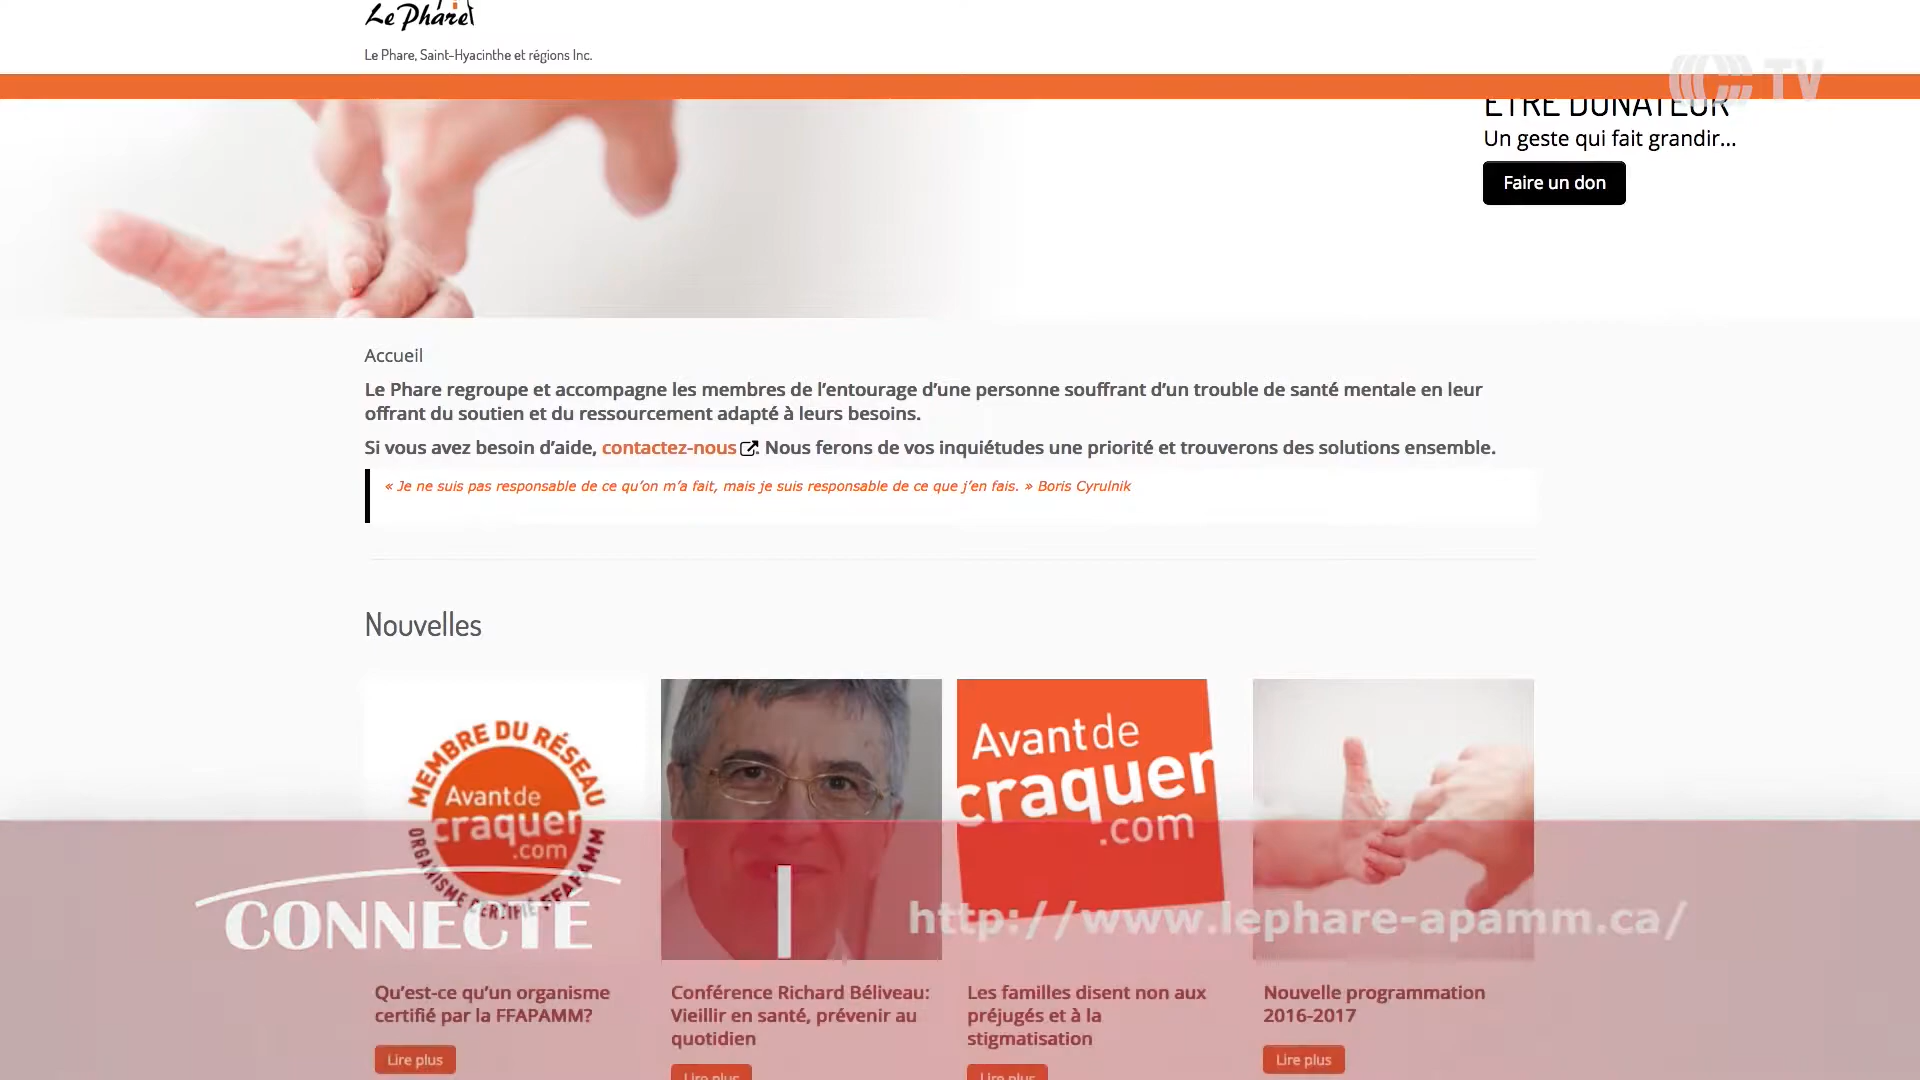 Le Phare
Le Phare, Saint-Hyacinthe et régions Inc.
TV
ÊTRE DONATEUR
Un geste qui fait grandir...
Faire un don
Accueil
Le Phare regroupe et accompagne les membres de l’entourage d’une personne souffrant d’un trouble de santé mentale en leur
offrant du soutien et du ressourcement adapté à leurs besoins.
Si vous avez besoin d’aide, contactez-nous. Nous ferons de vos inquiétudes une priorité et trouverons des solutions ensemble.
« Je ne suis pas responsable de ce qu’on m’a fait, mais je suis responsable de ce que j’en fais. » Boris Cyrulnik
Nouvelles
MEMBRE DU RÉSEAU
Avant de
craquer
.com
ORGANISME CERTIFIÉ FFAPAMM
Avant de
craquer
.com
CONNECTÉ
http://www.lephare-apamm.ca/
Qu’est-ce qu’un organisme
certifié par la FFAPAMM?
Lire plus
Conférence Richard Béliveau:
Vieillir en santé, prévenir au
quotidien
Lire plus
Les familles disent non aux
préjugés et à la
stigmatisation
Lire plus
Nouvelle programmation
2016-2017
Lire plus